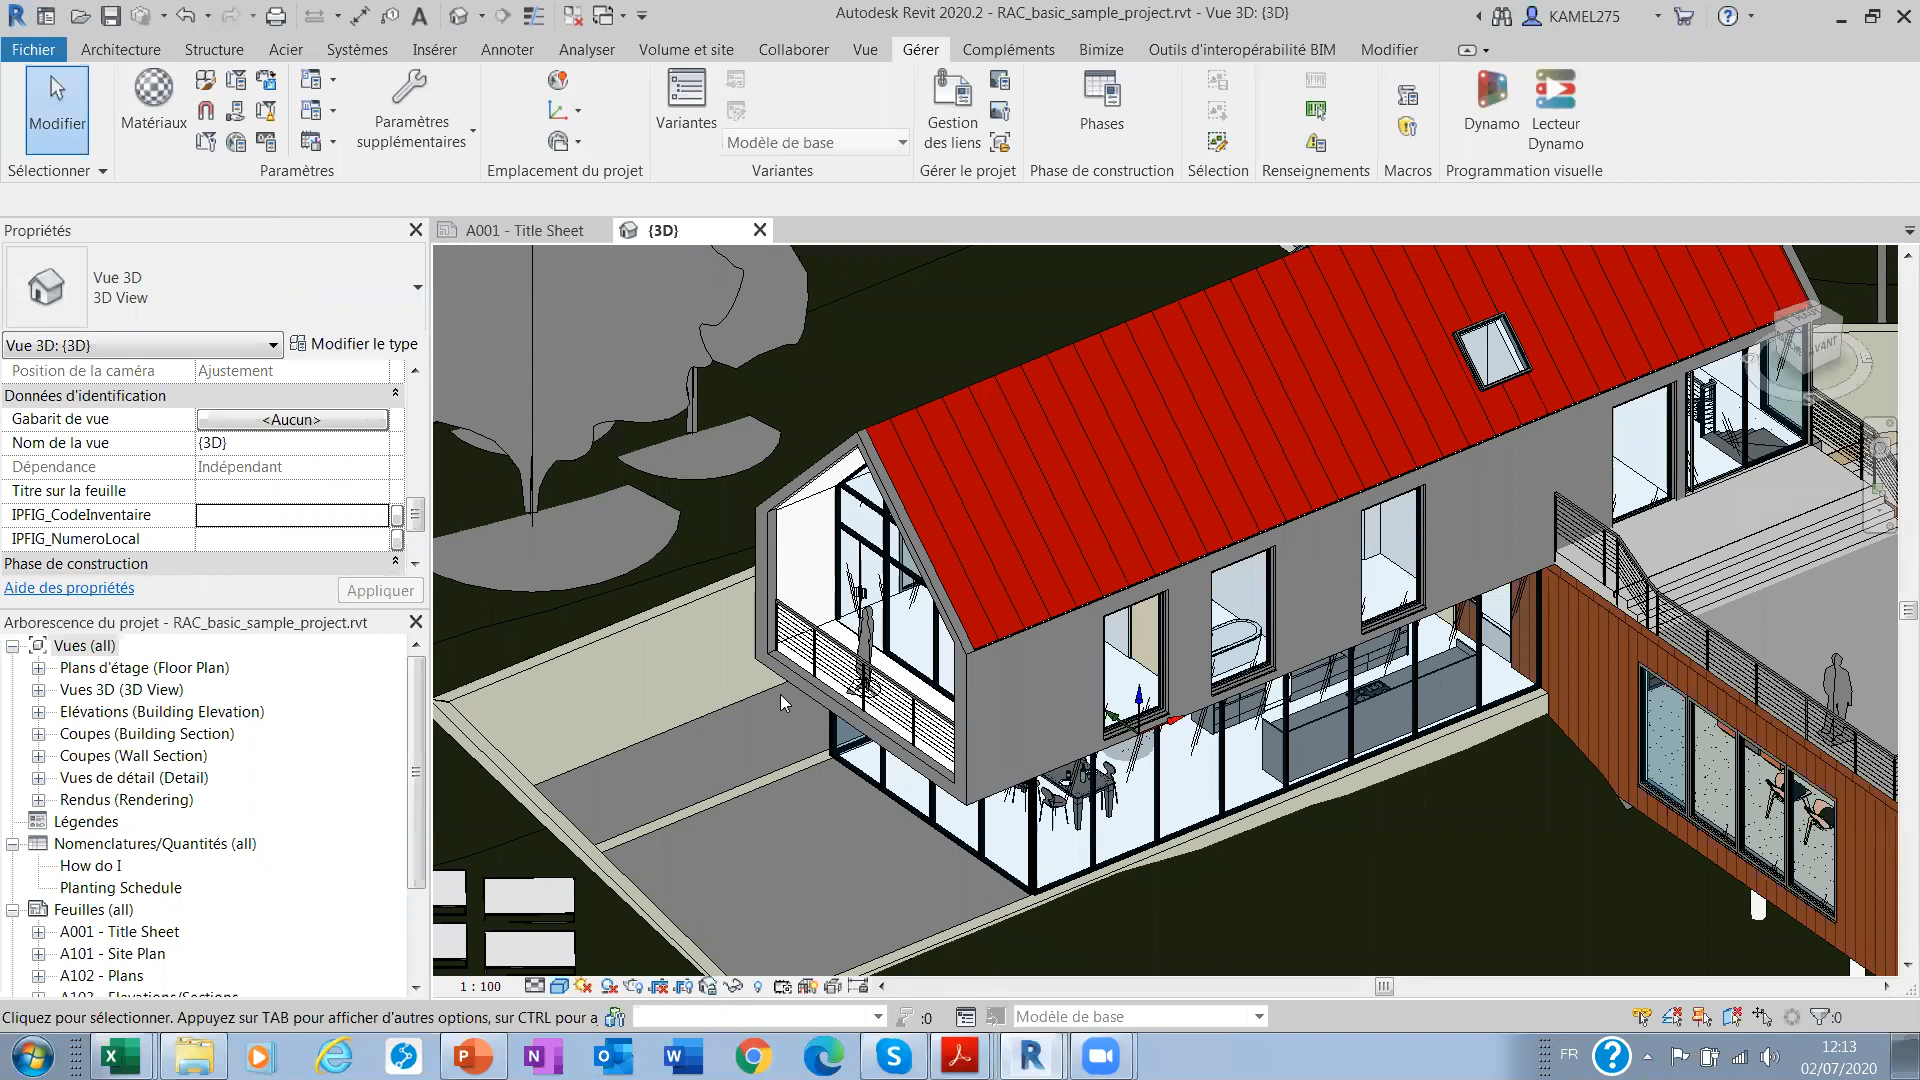 Autodesk Revit 2020.2 - RAC_basic_sample_project.rvt - Vue 3D: {3D}
KAMEL275
Fichier Architecture Structure Acier Systèmes Insérer Annoter Analyser Volume et site Collaborer Vue Gérer Compléments Bimize Outils d'interopérabilité BIM Modifier
Modifier
Matériaux
Paramètres
supplémentaires
Variantes
Modèle de base
Gestion
des liens
Phases
Dynamo
Lecteur
Dynamo
Sélectionner Paramètres Emplacement du projet Variantes Gérer le projet Phase de construction Sélection Renseignements Macros Programmation visuelle
Propriétés
A001 - Title Sheet
{3D}
Vue 3D
3D View
Vue 3D: {3D}
Modifier le type
Position de la caméra Ajustement
Données d'identification
Gabarit de vue <Aucun>
Nom de la vue {3D}
Dépendance Indépendant
Titre sur la feuille
IPFIG_CodeInventaire
IPFIG_NumeroLocal
Phase de construction
Aide des propriétés
Appliquer
Arborescence du projet - RAC_basic_sample_project.rvt
Vues (all)
Plans d'étage (Floor Plan)
Vues 3D (3D View)
Elévations (Building Elevation)
Coupes (Building Section)
Coupes (Wall Section)
Vues de détail (Detail)
Rendus (Rendering)
Légendes
Nomenclatures/Quantités (all)
How do I
Planting Schedule
Feuilles (all)
A001 - Title Sheet
A101 - Site Plan
A102 - Plans
A103 - Elevations/Sections
1 : 100
Cliquez pour sélectionner. Appuyez sur TAB pour afficher d'autres options, sur CTRL pour a
:0
Modèle de base
:0
FR
12:13
02/07/2020